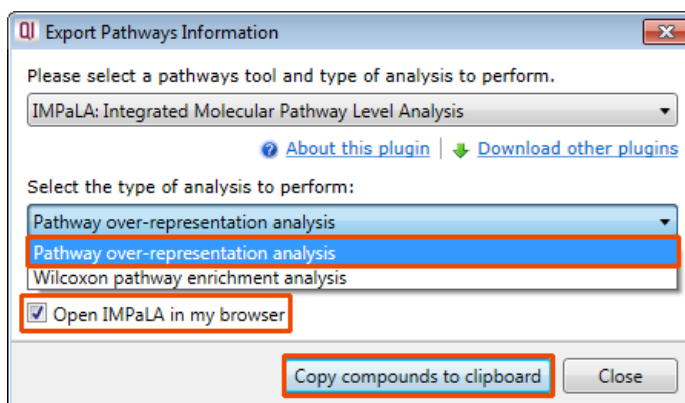 QI Export Pathways Information
Please select a pathways tool and type of analysis to perform.
IMPaLA: Integrated Molecular Pathway Level Analysis
About this plugin Download other plugins
Select the type of analysis to perform:
Pathway over-representation analysis
Pathway over-representation analysis
Wilcoxon pathway enrichment analysis
Open IMPaLA in my browser
Copy compounds to clipboard Close